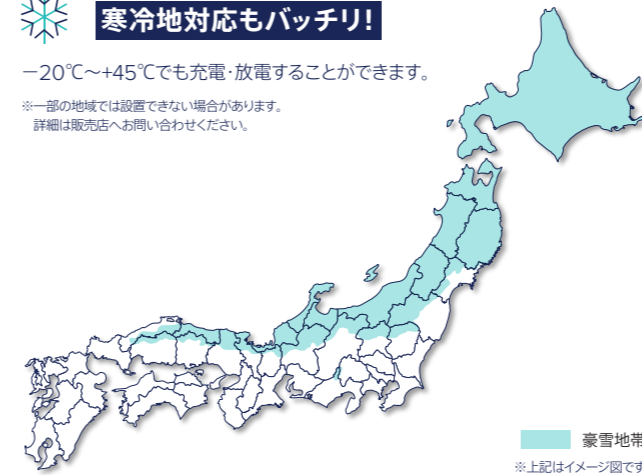 寒冷地対応もバッチリ!
−20℃〜+45℃でも充電・放電することができます。
※一部の地域では設置できない場合があります。
詳細は販売店へお問い合わせください。
豪雪地帯
※上記はイメージ図です